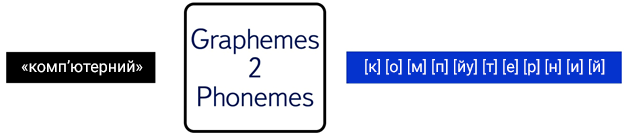 «комп’ютерний»
Graphemes
2
Phonemes
[к] [о] [м] [п] [йу] [т] [е] [р] [н] [и] [й]